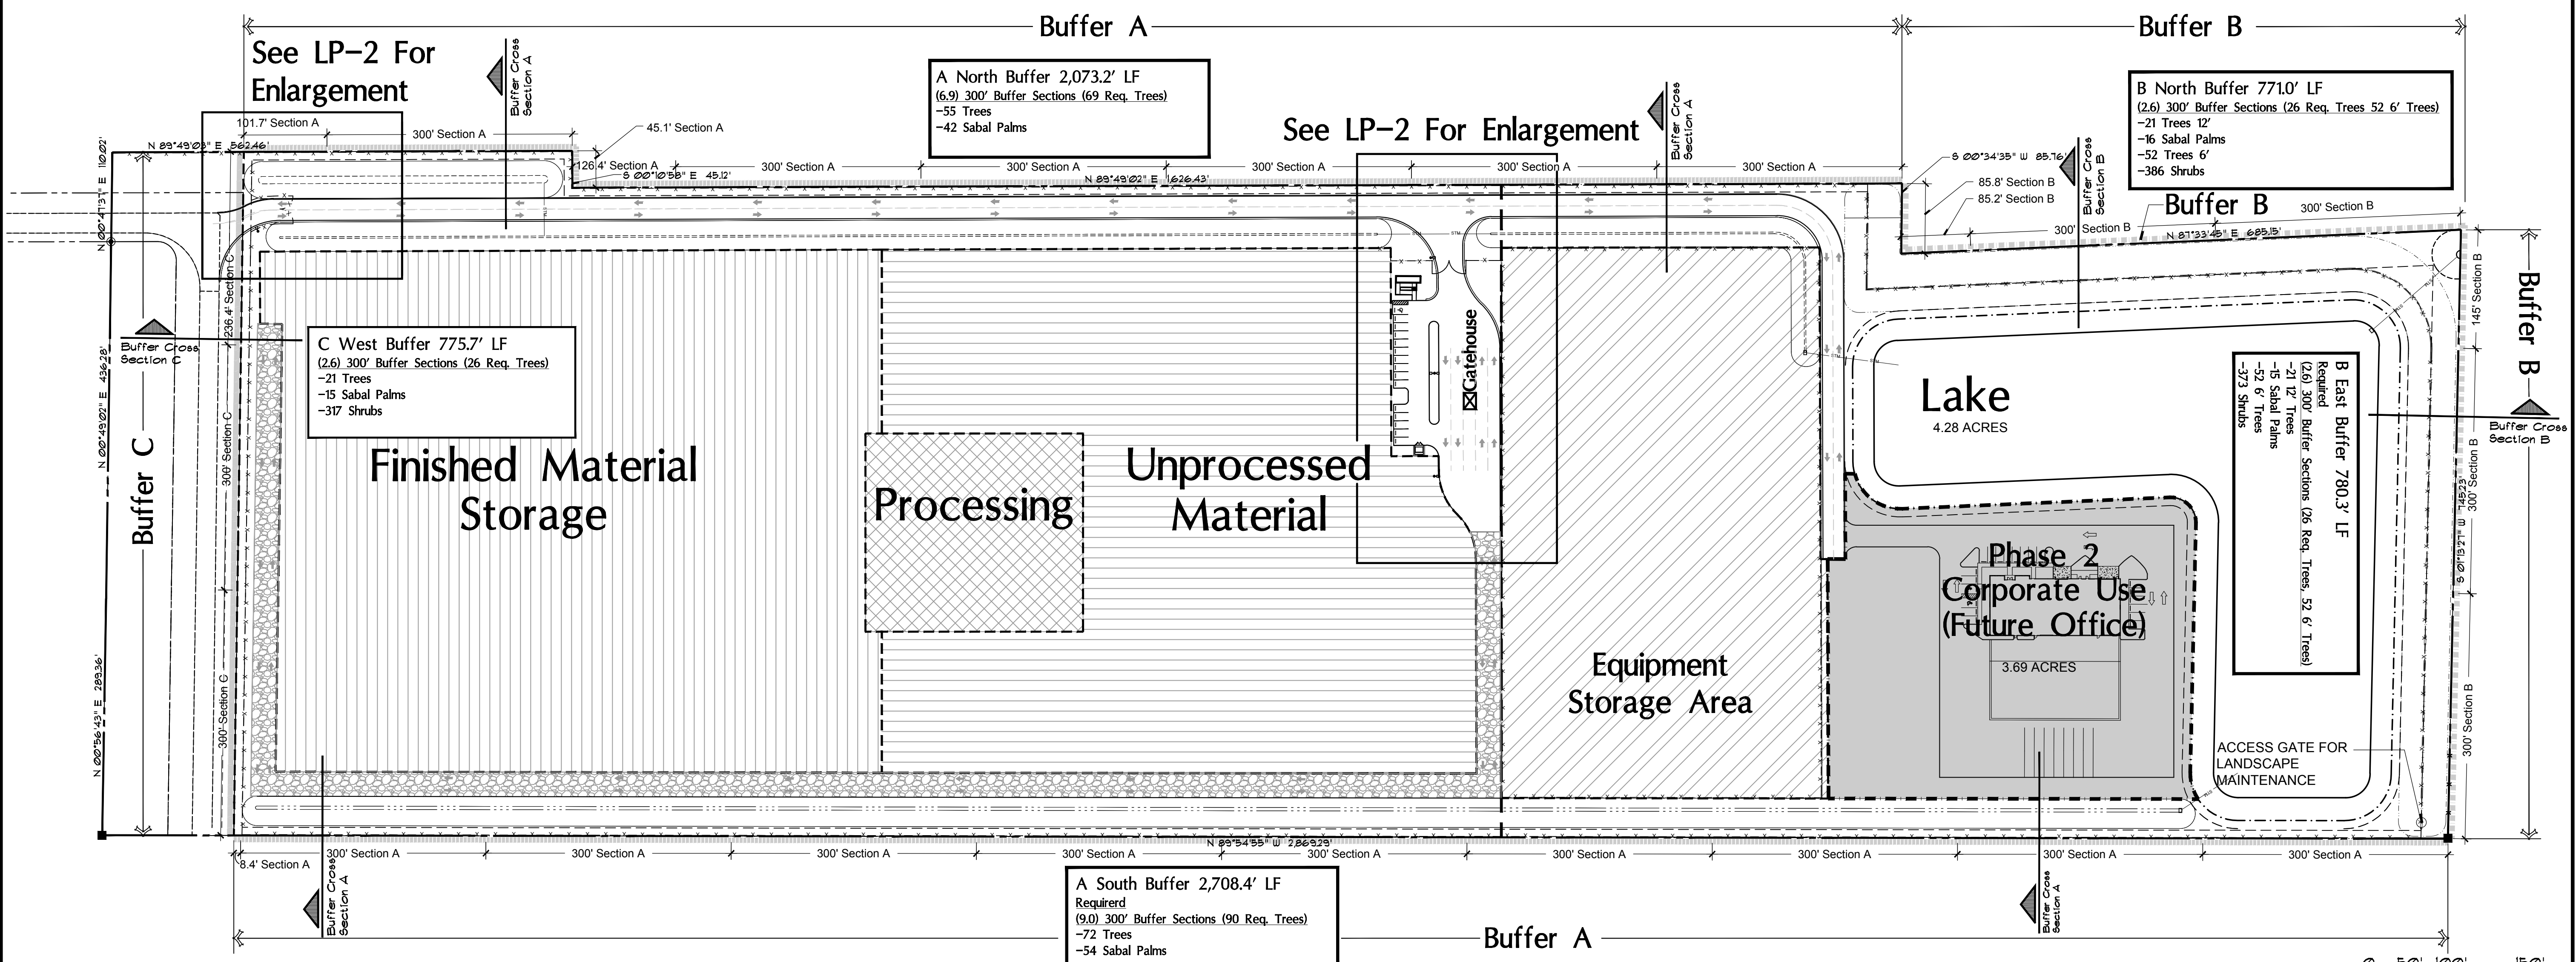 Buffer A
Buffer B
See LP-2 For
Enlargement
Buffer Cross
Section A
A North Buffer 2,073.2' LF
(6.9) 300' Buffer Sections (69 Req. Trees)
-55 Trees
-42 Sabal Palms
See LP-2 For Enlargement
Buffer Cross
Section A
B North Buffer 771.0' LF
(2.6) 300' Buffer Sections (26 Req. Trees 52 6' Trees)
-21 Trees 12'
-16 Sabal Palms
-52 Trees 6'
-386 Shrubs
Buffer Cross
Section B
101.7' Section A
300' Section A
45.1' Section A
N 89°49'03" E 562.46'
126.4' Section A
S 00°10'58" E 45.12'
300' Section A
300' Section A
300' Section A
300' Section A
300' Section A
N 89°49'02" E 1,626.43'
S 00°34'35" W 85.76'
85.8' Section B
85.2' Section B
Buffer B
300' Section B
300' Section B
N 87°33'45" E 685.15'
N 00°47'37" E 110.02'
236.4' Section C
Buffer Cross
Section C
C West Buffer 775.7' LF
(2.6) 300' Buffer Sections (26 Req. Trees)
-21 Trees
-15 Sabal Palms
-317 Shrubs
N 00°49'02" E 436.28'
Buffer C
300' Section C
300' Section C
N 00°56'43" E 289.36'
Finished Material
Storage
Processing
Unprocessed
Material
Gatehouse
Equipment
Storage Area
Lake
4.28 ACRES
Phase 2
Corporate Use
(Future Office)
3.69 ACRES
B East Buffer 780.3' LF
Required
(2.6) 300' Buffer Sections (26 Req. Trees, 52 6' Trees)
-21 12' Trees
-15 Sabal Palms
-52 6' Trees
-373 Shrubs
145' Section B
Buffer B
Buffer Cross
Section B
300' Section B
300' Section B
ACCESS GATE FOR
LANDSCAPE
MAINTENANCE
N 89°54'55" W 2,869.29'
8.4' Section A
300' Section A
300' Section A
300' Section A
300' Section A
300' Section A
300' Section A
300' Section A
300' Section A
300' Section A
Buffer Cross
Section A
A South Buffer 2,708.4' LF
Requirerd
(9.0) 300' Buffer Sections (90 Req. Trees)
-72 Trees
-54 Sabal Palms
Buffer A
Buffer Cross
Section A